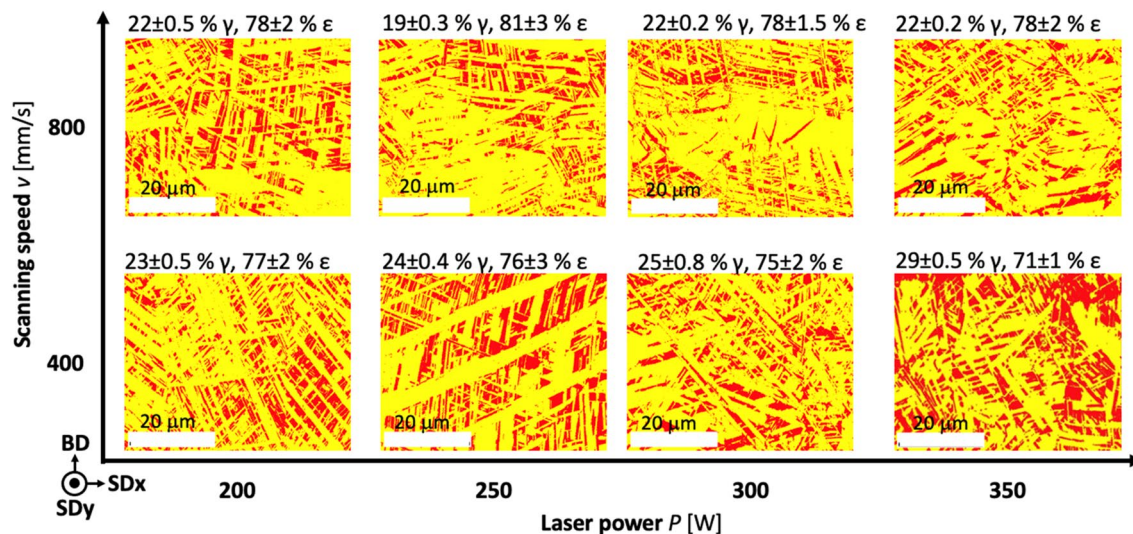 22±0.5 % γ, 78±2 % ε
19±0.3 % γ, 81±3 % ε
22±0.2 % γ, 78±1.5 % ε
22±0.2 % γ, 78±2 % ε
Scanning speed v [mm/s]
800
20 μm
20 μm
20 μm
20 μm
23±0.5 % γ, 77±2 % ε
24±0.4 % γ, 76±3 % ε
25±0.8 % γ, 75±2 % ε
29±0.5 % γ, 71±1 % ε
400
20 μm
20 μm
20 μm
20 μm
BD
SDx
SDy
200
250
300
350
Laser power P [W]